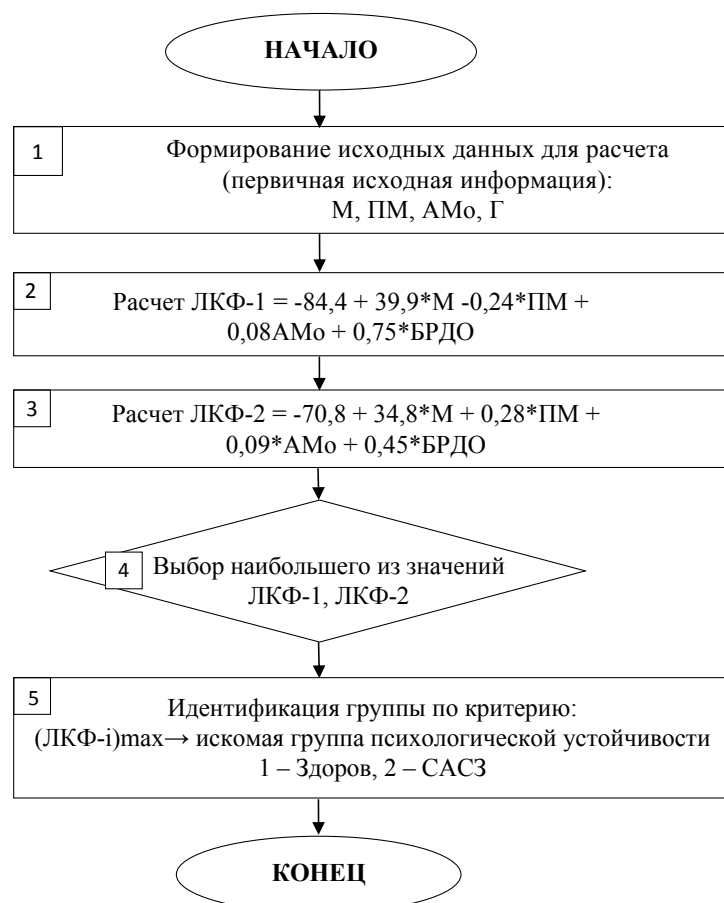 НАЧАЛО
1
Формирование исходных данных для расчета
(первичная исходная информация):
М, ПМ, АМо, Г
2
Расчет ЛКФ-1 = -84,4 + 39,9*М -0,24*ПМ +
0,08АМо + 0,75*БРДО
3
Расчет ЛКФ-2 = -70,8 + 34,8*М + 0,28*ПМ +
0,09*АМо + 0,45*БРДО
4
Выбор наибольшего из значений
ЛКФ-1, ЛКФ-2
5
Идентификация группы по критерию:
(ЛКФ-i)max→ искомая группа психологической устойчивости
1 – Здоров, 2 – САСЗ
КОНЕЦ